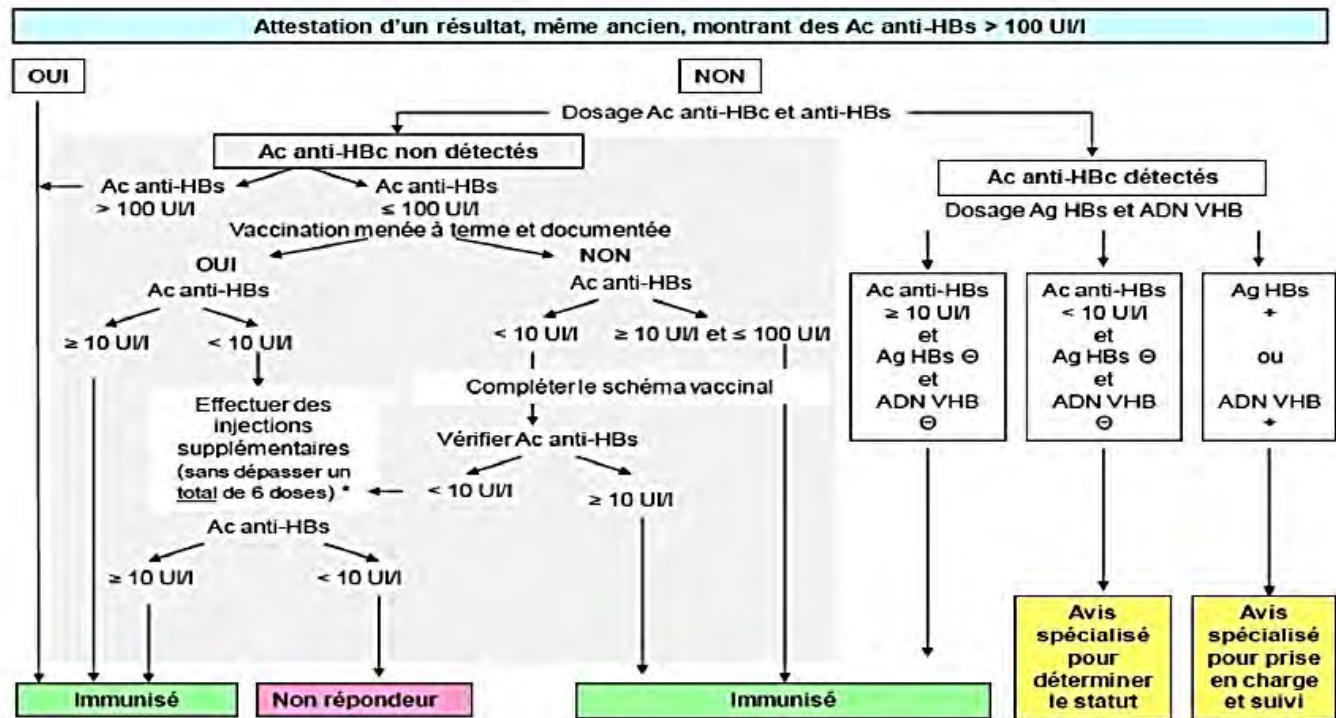 Attestation d'un résultat, même ancien, montrant des Ac anti-HBs > 100 UI/l
OUI
NON
Dosage Ac anti-HBc et anti-HBs
Ac anti-HBc non détectés
Ac anti-HBs
> 100 UI/l
Ac anti-HBs
≤ 100 UI/l
Vaccination menée à terme et documentée
OUI
Ac anti-HBs
≥ 10 UI/l
< 10 UI/l
Effectuer des
injections
supplémentaires
(sans dépasser un
total de 6 doses) *
Ac anti-HBs
≥ 10 UI/l
< 10 UI/l
NON
Ac anti-HBs
< 10 UI/l
≥ 10 UI/l et ≤ 100 UI/l
Compléter le schéma vaccinal
Vérifier Ac anti-HBs
< 10 UI/l
≥ 10 UI/l
Ac anti-HBc détectés
Dosage Ag HBs et ADN VHB
Ac anti-HBs
≥ 10 UI/l
et
Ag HBs ⊖
et
ADN VHB
⊖
Ac anti-HBs
< 10 UI/l
et
Ag HBs ⊖
et
ADN VHB
⊖
Ag HBs
+
ou
ADN VHB
+
Immunisé
Non répondeur
Immunisé
Avis
spécialisé
pour
déterminer
le statut
Avis
spécialisé
pour prise
en charge
et suivi